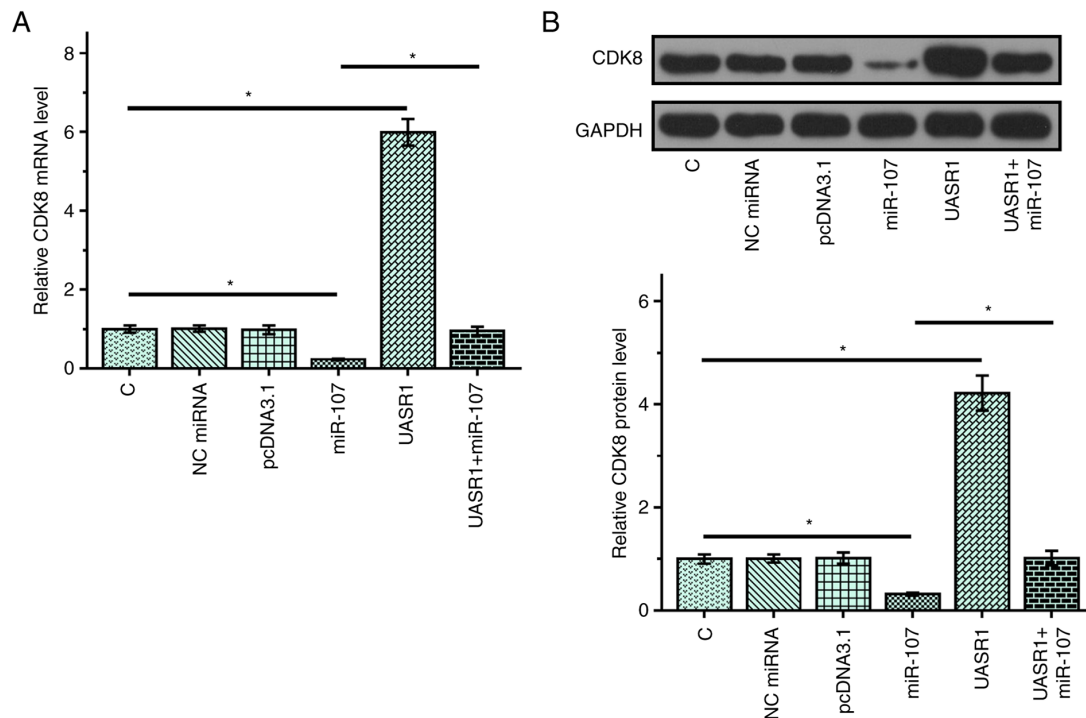 A
Relative CDK8 mRNA level
8
6
4
2
0
*
*
*
C
NC miRNA
pcDNA3.1
miR-107
UASR1
UASR1+miR-107
B
CDK8
GAPDH
C
NC miRNA
pcDNA3.1
miR-107
UASR1
UASR1+
miR-107
Relative CDK8 protein level
6
4
2
0
*
*
*
C
NC miRNA
pcDNA3.1
miR-107
UASR1
UASR1+
miR-107